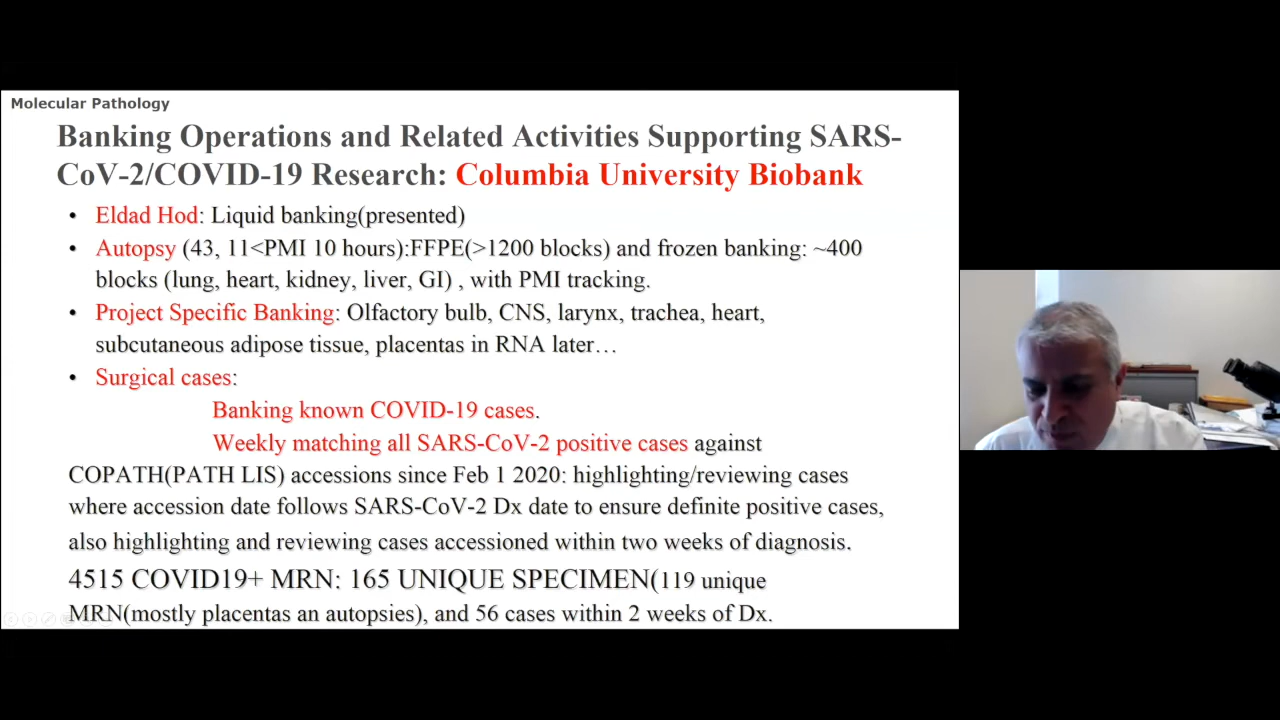 Molecular Pathology
Banking Operations and Related Activities Supporting SARS-
CoV-2/COVID-19 Research: Columbia University Biobank
• Eldad Hod: Liquid banking(presented)
• Autopsy (43, 11<PMI 10 hours):FFPE(>1200 blocks) and frozen banking: ~400
blocks (lung, heart, kidney, liver, GI) , with PMI tracking.
• Project Specific Banking: Olfactory bulb, CNS, larynx, trachea, heart,
subcutaneous adipose tissue, placentas in RNA later…
• Surgical cases:
Banking known COVID-19 cases.
Weekly matching all SARS-CoV-2 positive cases against
COPATH(PATH LIS) accessions since Feb 1 2020: highlighting/reviewing cases
where accession date follows SARS-CoV-2 Dx date to ensure definite positive cases,
also highlighting and reviewing cases accessioned within two weeks of diagnosis.
4515 COVID19+ MRN: 165 UNIQUE SPECIMEN(119 unique
MRN(mostly placentas an autopsies), and 56 cases within 2 weeks of Dx.